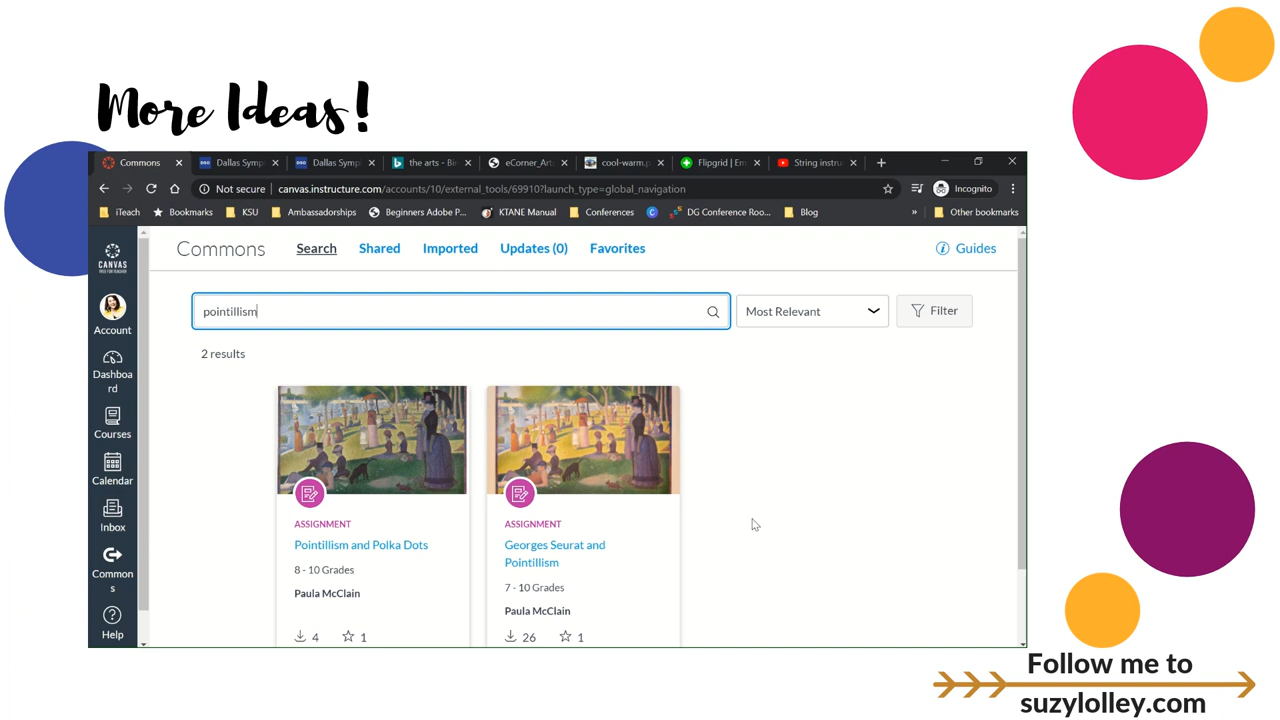 More Ideas!
Commons
Dallas Symp
Dallas Symp
the arts - Bi
eCorner_Art
cool-warm.p
Flipgrid | Em
String instru
Not secure
canvas.instructure.com/accounts/10/external_tools/69910?launch_type=global_navigation
Incognito
iTeach
Bookmarks
KSU
Ambassadorships
Beginners Adobe P...
KTANE Manual
Conferences
DG Conference Roo...
Blog
»
Other bookmarks
CANVAS
Account
Dashboa
rd
Courses
Calendar
Inbox
Common
s
Help
Commons
Search
Shared
Imported
Updates (0)
Favorites
Guides
pointillism
Most Relevant
Filter
2 results
ASSIGNMENT
Pointillism and Polka Dots
8 - 10 Grades
Paula McClain
4
1
ASSIGNMENT
Georges Seurat and
Pointillism
7 - 10 Grades
Paula McClain
26
1
Follow me to
suzylolley.com